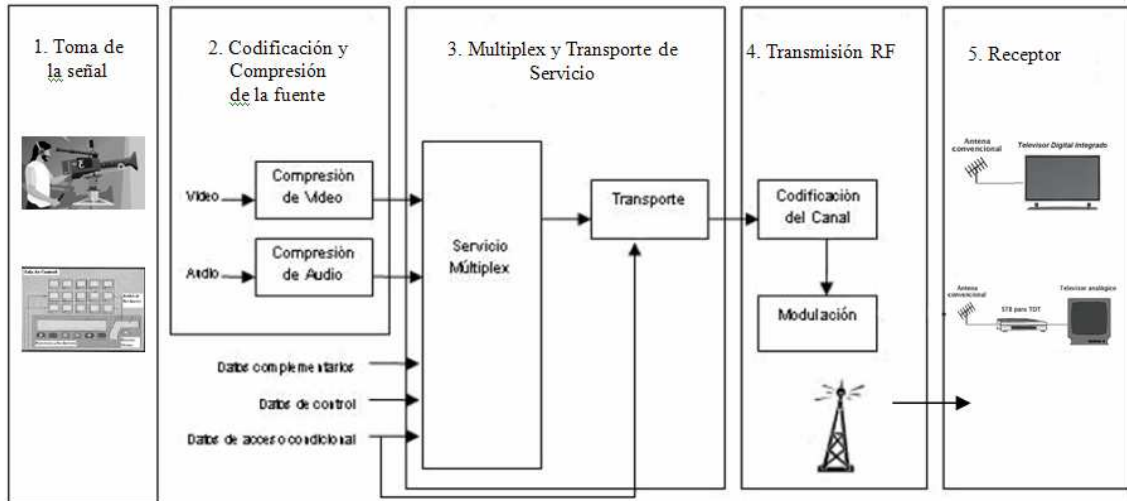 1. Toma de
la señal
2. Codificación y
Compresión
de la fuente
3. Multiplex y Transporte de
Servicio
4. Transmisión RF
5. Receptor
Video
Compresión
de Video
Audio
Compresión
de Audio
Servicio
Múltiplex
Transporte
Codificación
del Canal
Modulación
Datos complementarios
Datos de control
Datos de acceso condicional
Antena
convencional
Televisor Digital Integrado
Antena
convencional
STB para TDT
Televisor analógico
Sala de Control